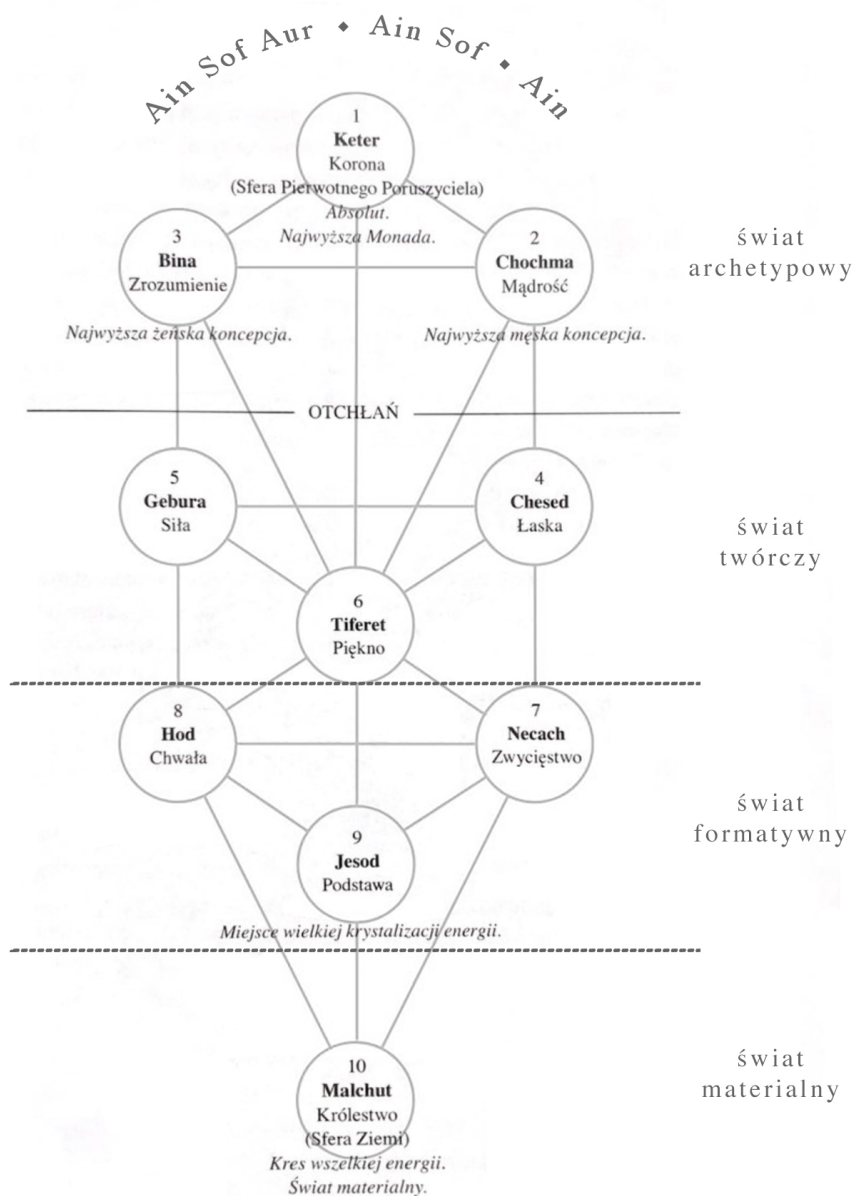 Ain Sof Aur ◆ Ain Sof ◆ Ain
1
Keter
Korona
(Sfera Pierwotnego Poruszyciela)
Absolut.
Najwyższa Monada.
3
Bina
Zrozumienie
2
Chochma
Mądrość
świat
archetypowy
Najwyższa żeńska koncepcja.
Najwyższa męska koncepcja.
OTCHŁAŃ
5
Gebura
Siła
4
Chesed
Łaska
świat
twórczy
6
Tiferet
Piękno
8
Hod
Chwała
7
Necach
Zwycięstwo
świat
formatywny
9
Jesod
Podstawa
Miejsce wielkiej krystalizacji energii.
10
Malchut
Królestwo
(Sfera Ziemi)
Kres wszelkiej energii.
Świat materialny.
świat
materialny